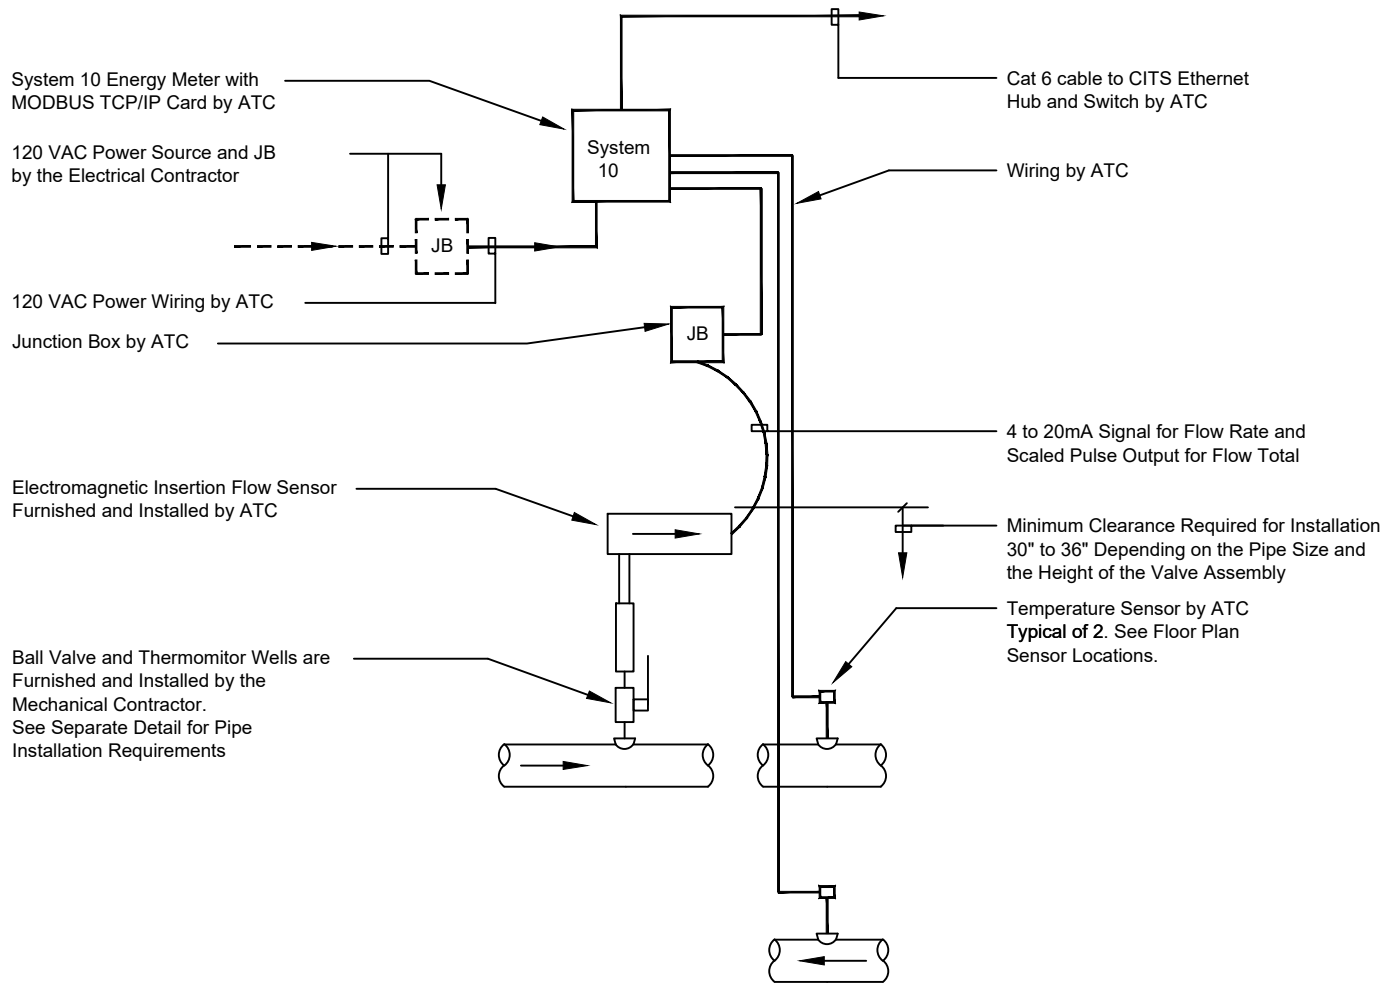 System 10 Energy Meter with
MODBUS TCP/IP Card by ATC
120 VAC Power Source and JB
by the Electrical Contractor
JB
120 VAC Power Wiring by ATC
Junction Box by ATC
System
10
JB
Cat 6 cable to CITS Ethernet
Hub and Switch by ATC
Wiring by ATC
4 to 20mA Signal for Flow Rate and
Scaled Pulse Output for Flow Total
Electromagnetic Insertion Flow Sensor
Furnished and Installed by ATC
Minimum Clearance Required for Installation
30" to 36" Depending on the Pipe Size and
the Height of the Valve Assembly
Temperature Sensor by ATC
Typical of 2. See Floor Plan
Sensor Locations.
Ball Valve and Thermomitor Wells are
Furnished and Installed by the
Mechanical Contractor.
See Separate Detail for Pipe
Installation Requirements